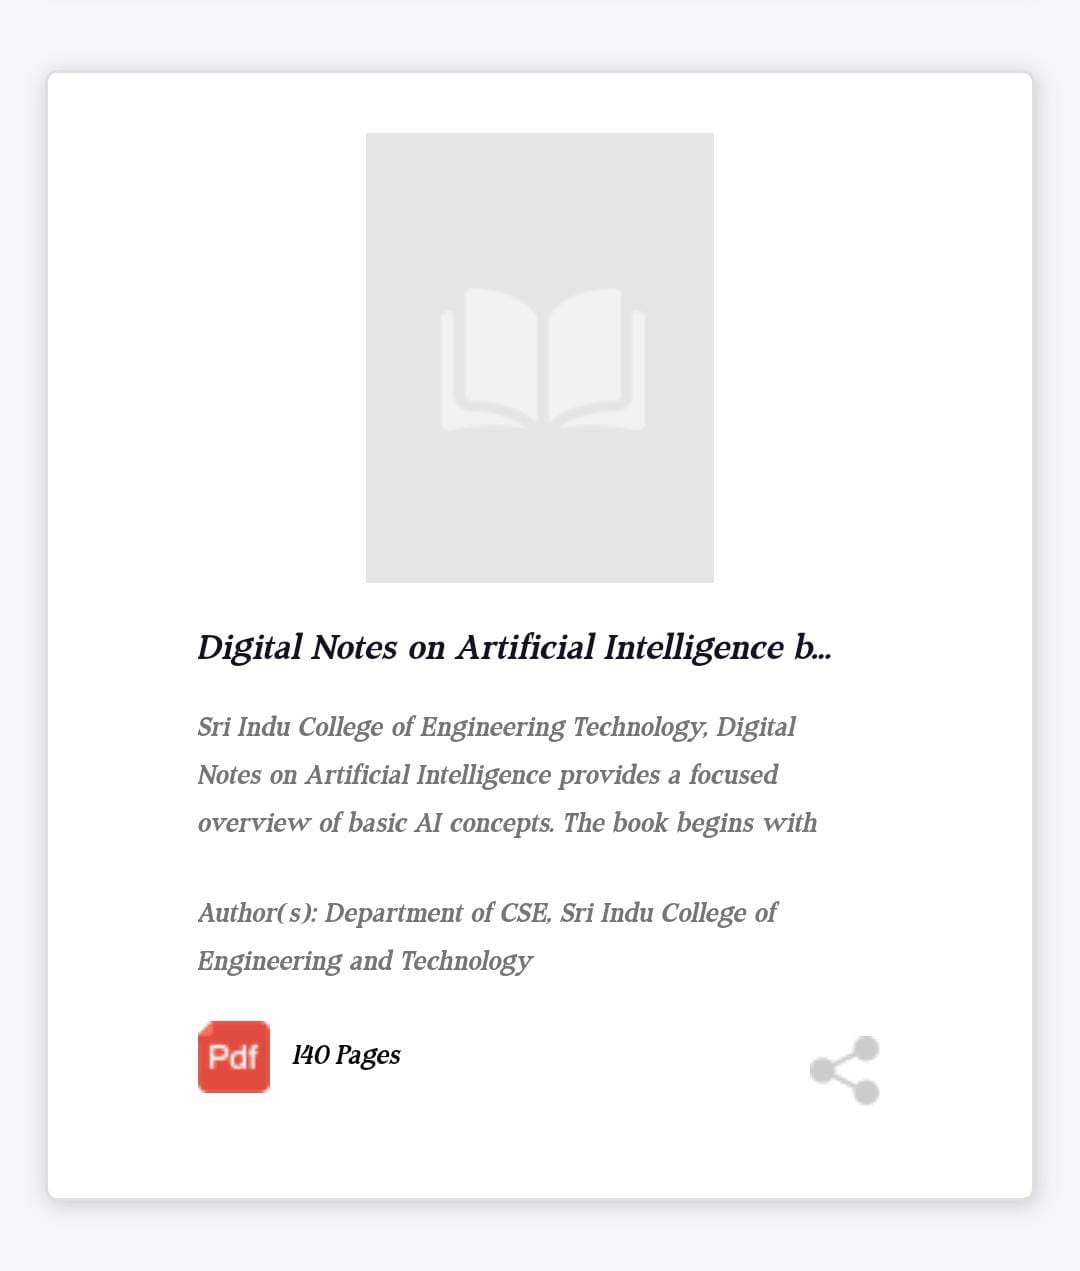 Digital Notes on Artificial Intelligence b...
Sri Indu College of Engineering Technology, Digital
Notes on Artificial Intelligence provides a focused
overview of basic AI concepts. The book begins with
Author(s): Department of CSE, Sri Indu College of
Engineering and Technology
Pdf 140 Pages